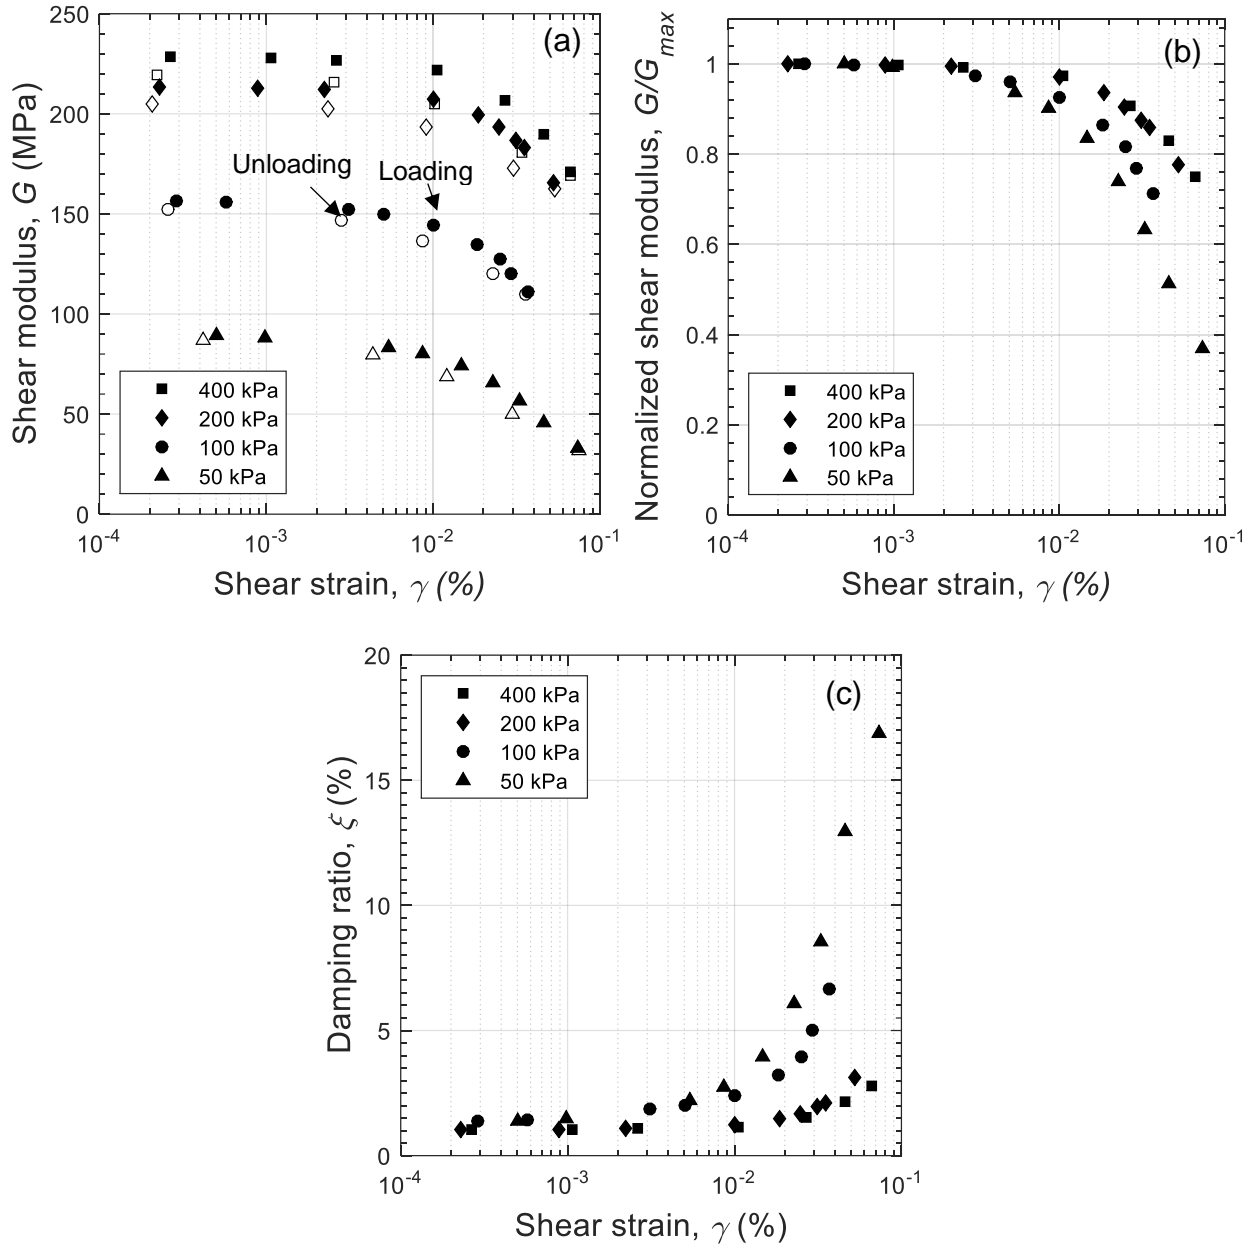 250
200
150
100
50
0
Shear modulus, G (MPa)
(a)
Unloading
Loading
400 kPa
200 kPa
100 kPa
50 kPa
10⁻⁴
10⁻³
10⁻²
10⁻¹
Shear strain, γ (%)
1
0.8
0.6
0.4
0.2
0
Normalized shear modulus, G/Gₘₐₓ
(b)
400 kPa
200 kPa
100 kPa
50 kPa
10⁻⁴
10⁻³
10⁻²
10⁻¹
Shear strain, γ (%)
20
15
10
5
0
Damping ratio, ξ (%)
400 kPa
200 kPa
100 kPa
50 kPa
(c)
10⁻⁴
10⁻³
10⁻²
10⁻¹
Shear strain, γ (%)